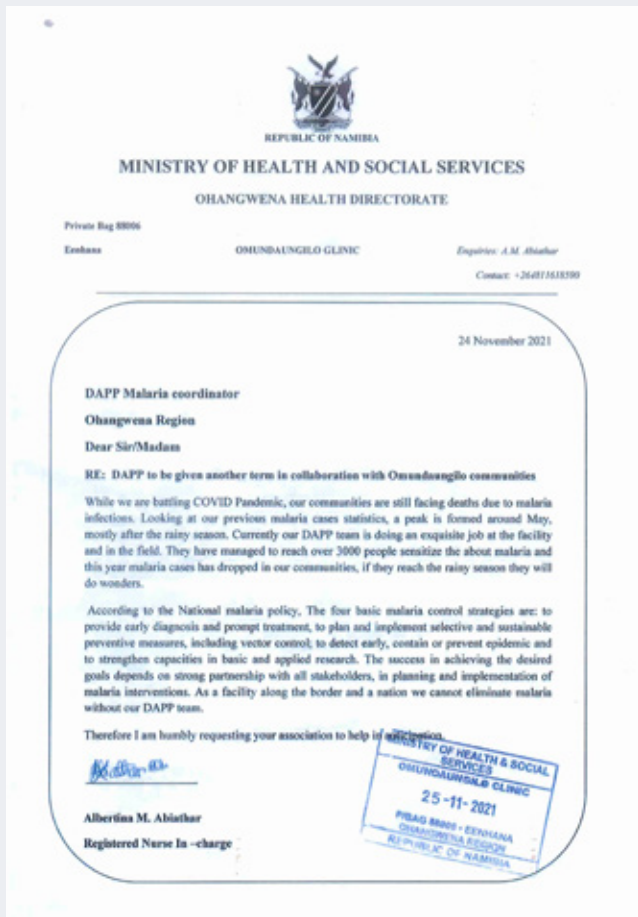 REPUBLIC OF NAMIBIA
MINISTRY OF HEALTH AND SOCIAL SERVICES
OHANGWENA HEALTH DIRECTORATE
Private Bag 88006
Eenhana OMUNDAUNGILO GLINIC Enquiries: A.M. Abiathar
Contact: +264811618590
24 November 2021
DAPP Malaria coordinator
Ohangwena Region
Dear Sir/Madam
RE: DAPP to be given another term in collaboration with Omundaungilo communities
While we are battling COVID Pandemic, our communities are still facing deaths due to malaria
infections. Looking at our previous malaria cases statistics, a peak is formed around May,
mostly after the rainy season. Currently our DAPP team is doing an exquisite job at the facility
and in the field. They have managed to reach over 3000 people sensitize the about malaria and
this year malaria cases has dropped in our communities, if they reach the rainy season they will
do wonders.
According to the National malaria policy, The four basic malaria control strategies are: to
provide early diagnosis and prompt treatment, to plan and implement selective and sustainable
preventive measures, including vector control; to detect early, contain or prevent epidemic and
to strengthen capacities in basic and applied research. The success in achieving the desired
goals depends on strong partnership with all stakeholders, in planning and implementation of
malaria interventions. As a facility along the border and a nation we cannot eliminate malaria
without our DAPP team.
Therefore I am humbly requesting your association to help in anticipation.
Albertina M. Abiathar
Registered Nurse In –charge
MINISTRY OF HEALTH & SOCIAL
SERVICES
OMUNDAUNGILO CLINIC
25-11-2021
P/BAG 88006 - EENHANA
OHANGWENA REGION
REPUBLIC OF NAMIBIA